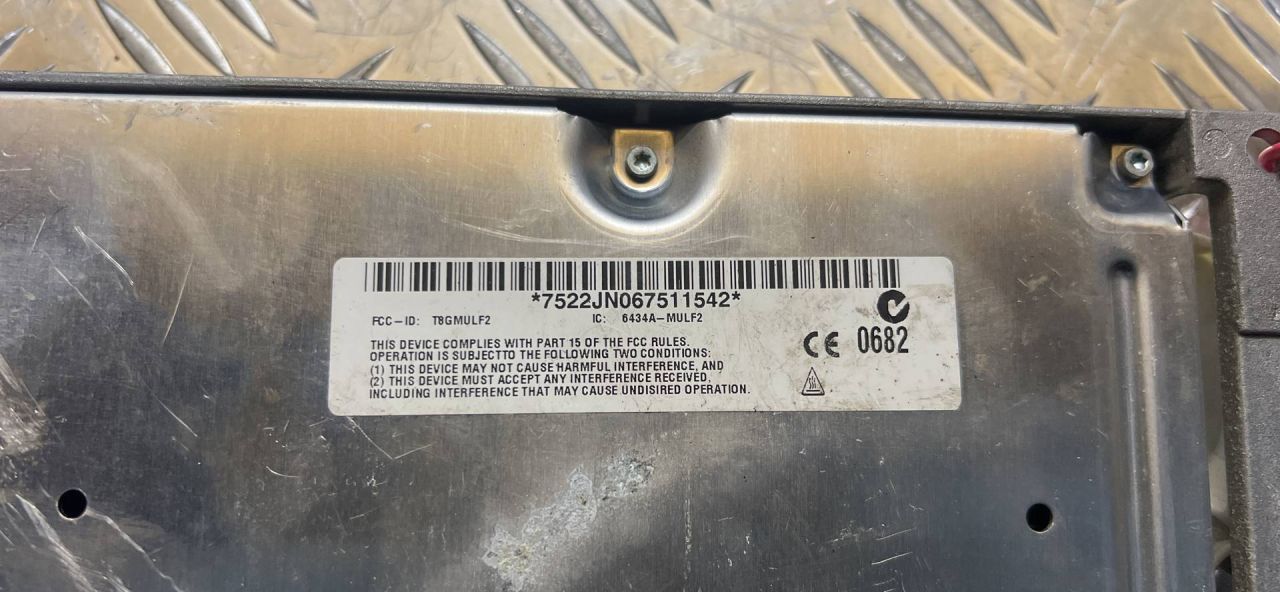 *7522JN067511542*
FCC-ID: T8GMULF2 IC: 6434A-MULF2
THIS DEVICE COMPLIES WITH PART 15 OF THE FCC RULES.
OPERATION IS SUBJECTTO THE FOLLOWING TWO CONDITIONS:
(1) THIS DEVICE MAY NOT CAUSE HARMFUL INTERFERENCE, AND
(2) THIS DEVICE MUST ACCEPT ANY INTERFERENCE RECEIVED,
INCLUDING INTERFERENCE THAT MAY CAUSE UNDISIRED OPERATION.
CE 0682